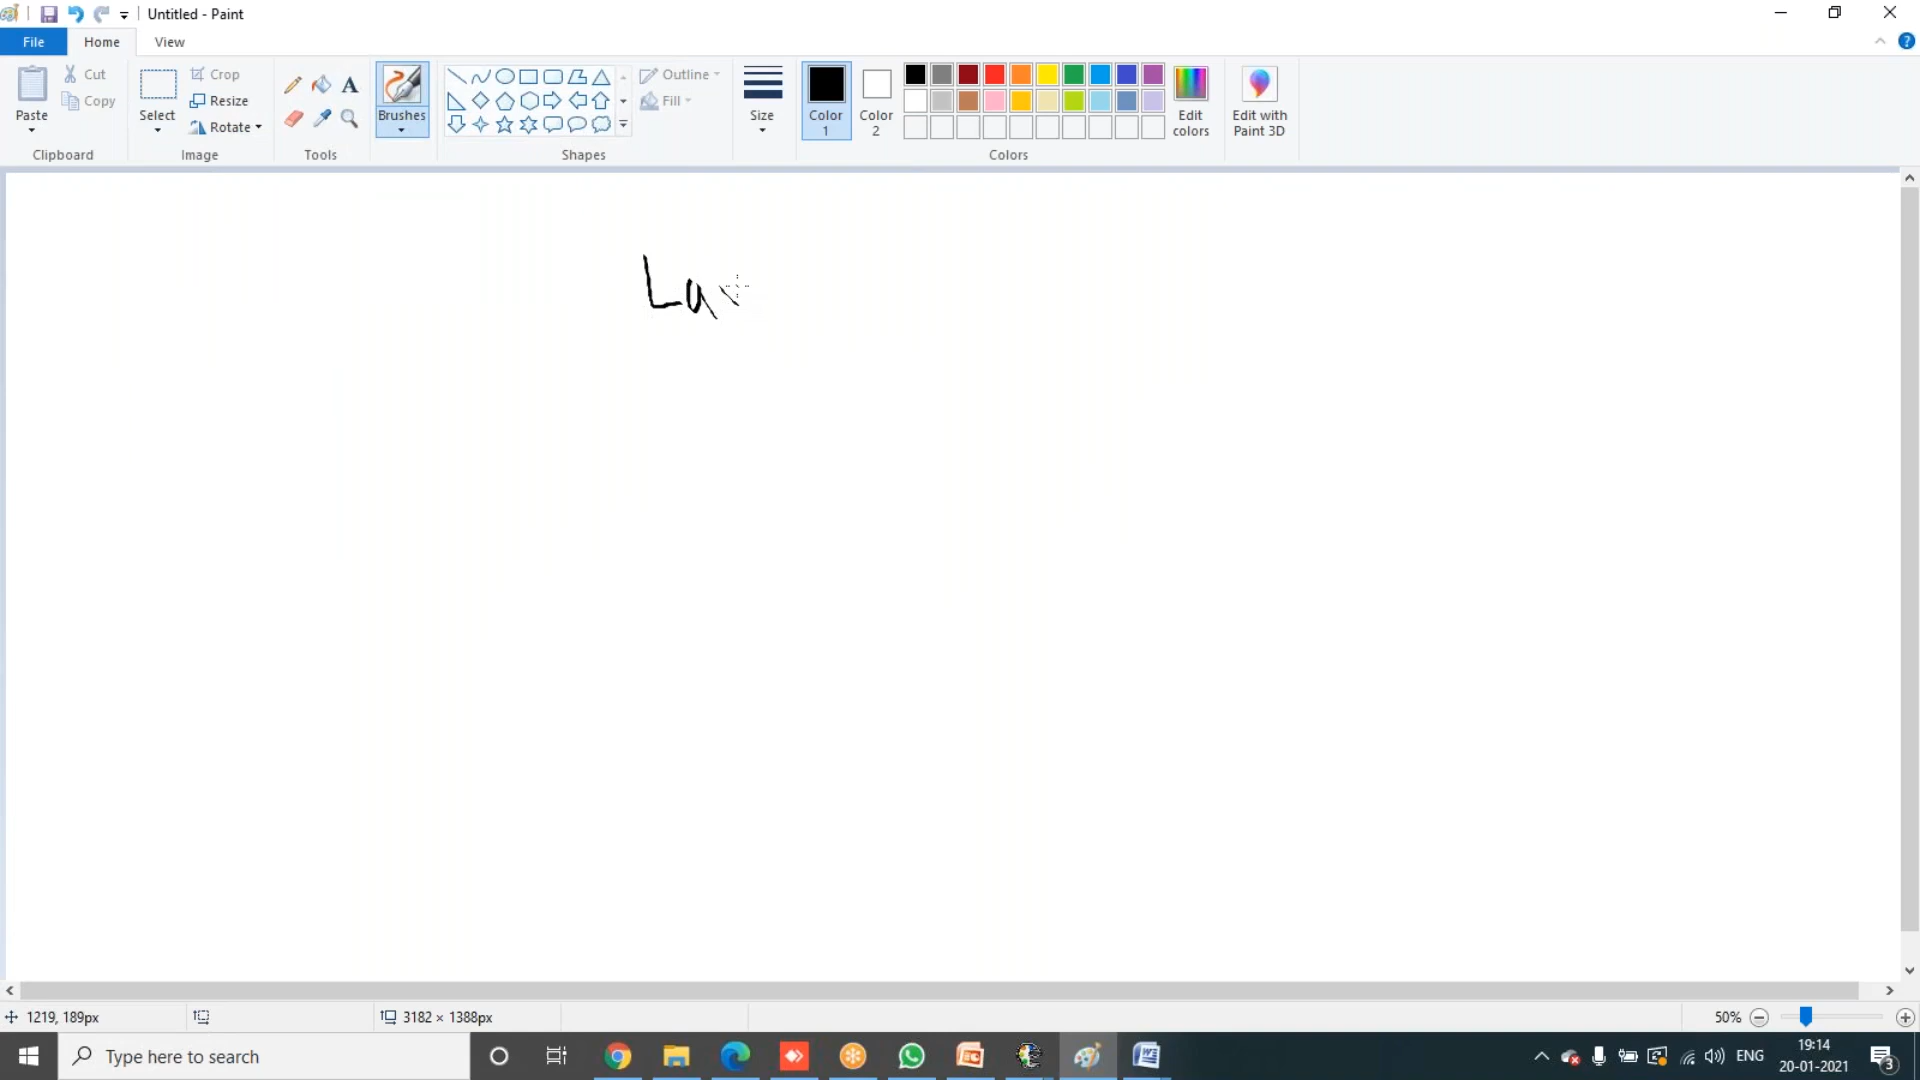 Untitled - Paint
File Home View
Paste Cut Copy Select Crop Resize Rotate A Brushes Outline Fill Size Color 1 Color 2 Edit colors Edit with Paint 3D
Clipboard Image Tools Shapes Colors
La
1219, 189px 3182 × 1388px 50%
Type here to search ENG 19:14
20-01-2021 3